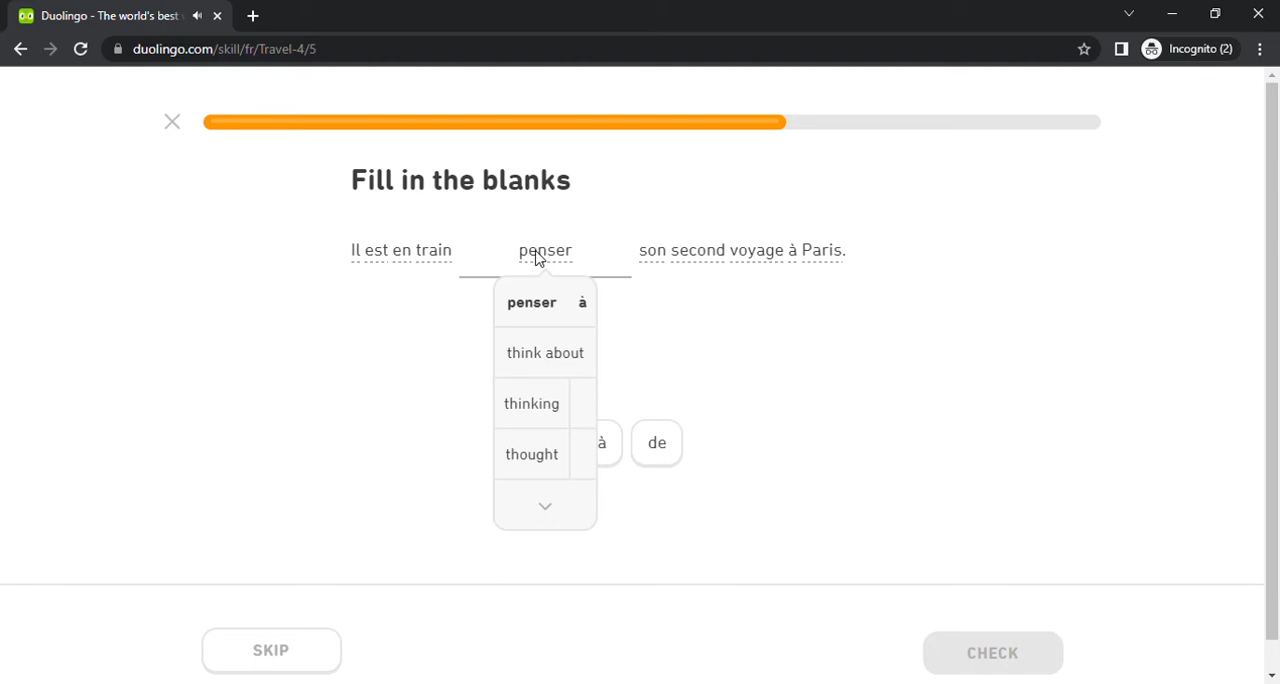 Duolingo - The world's best
duolingo.com/skill/fr/Travel-4/5
Incognito (2)
Fill in the blanks
Il est en train penser son second voyage à Paris.
penser à
think about
thinking
thought
à de
SKIP
CHECK